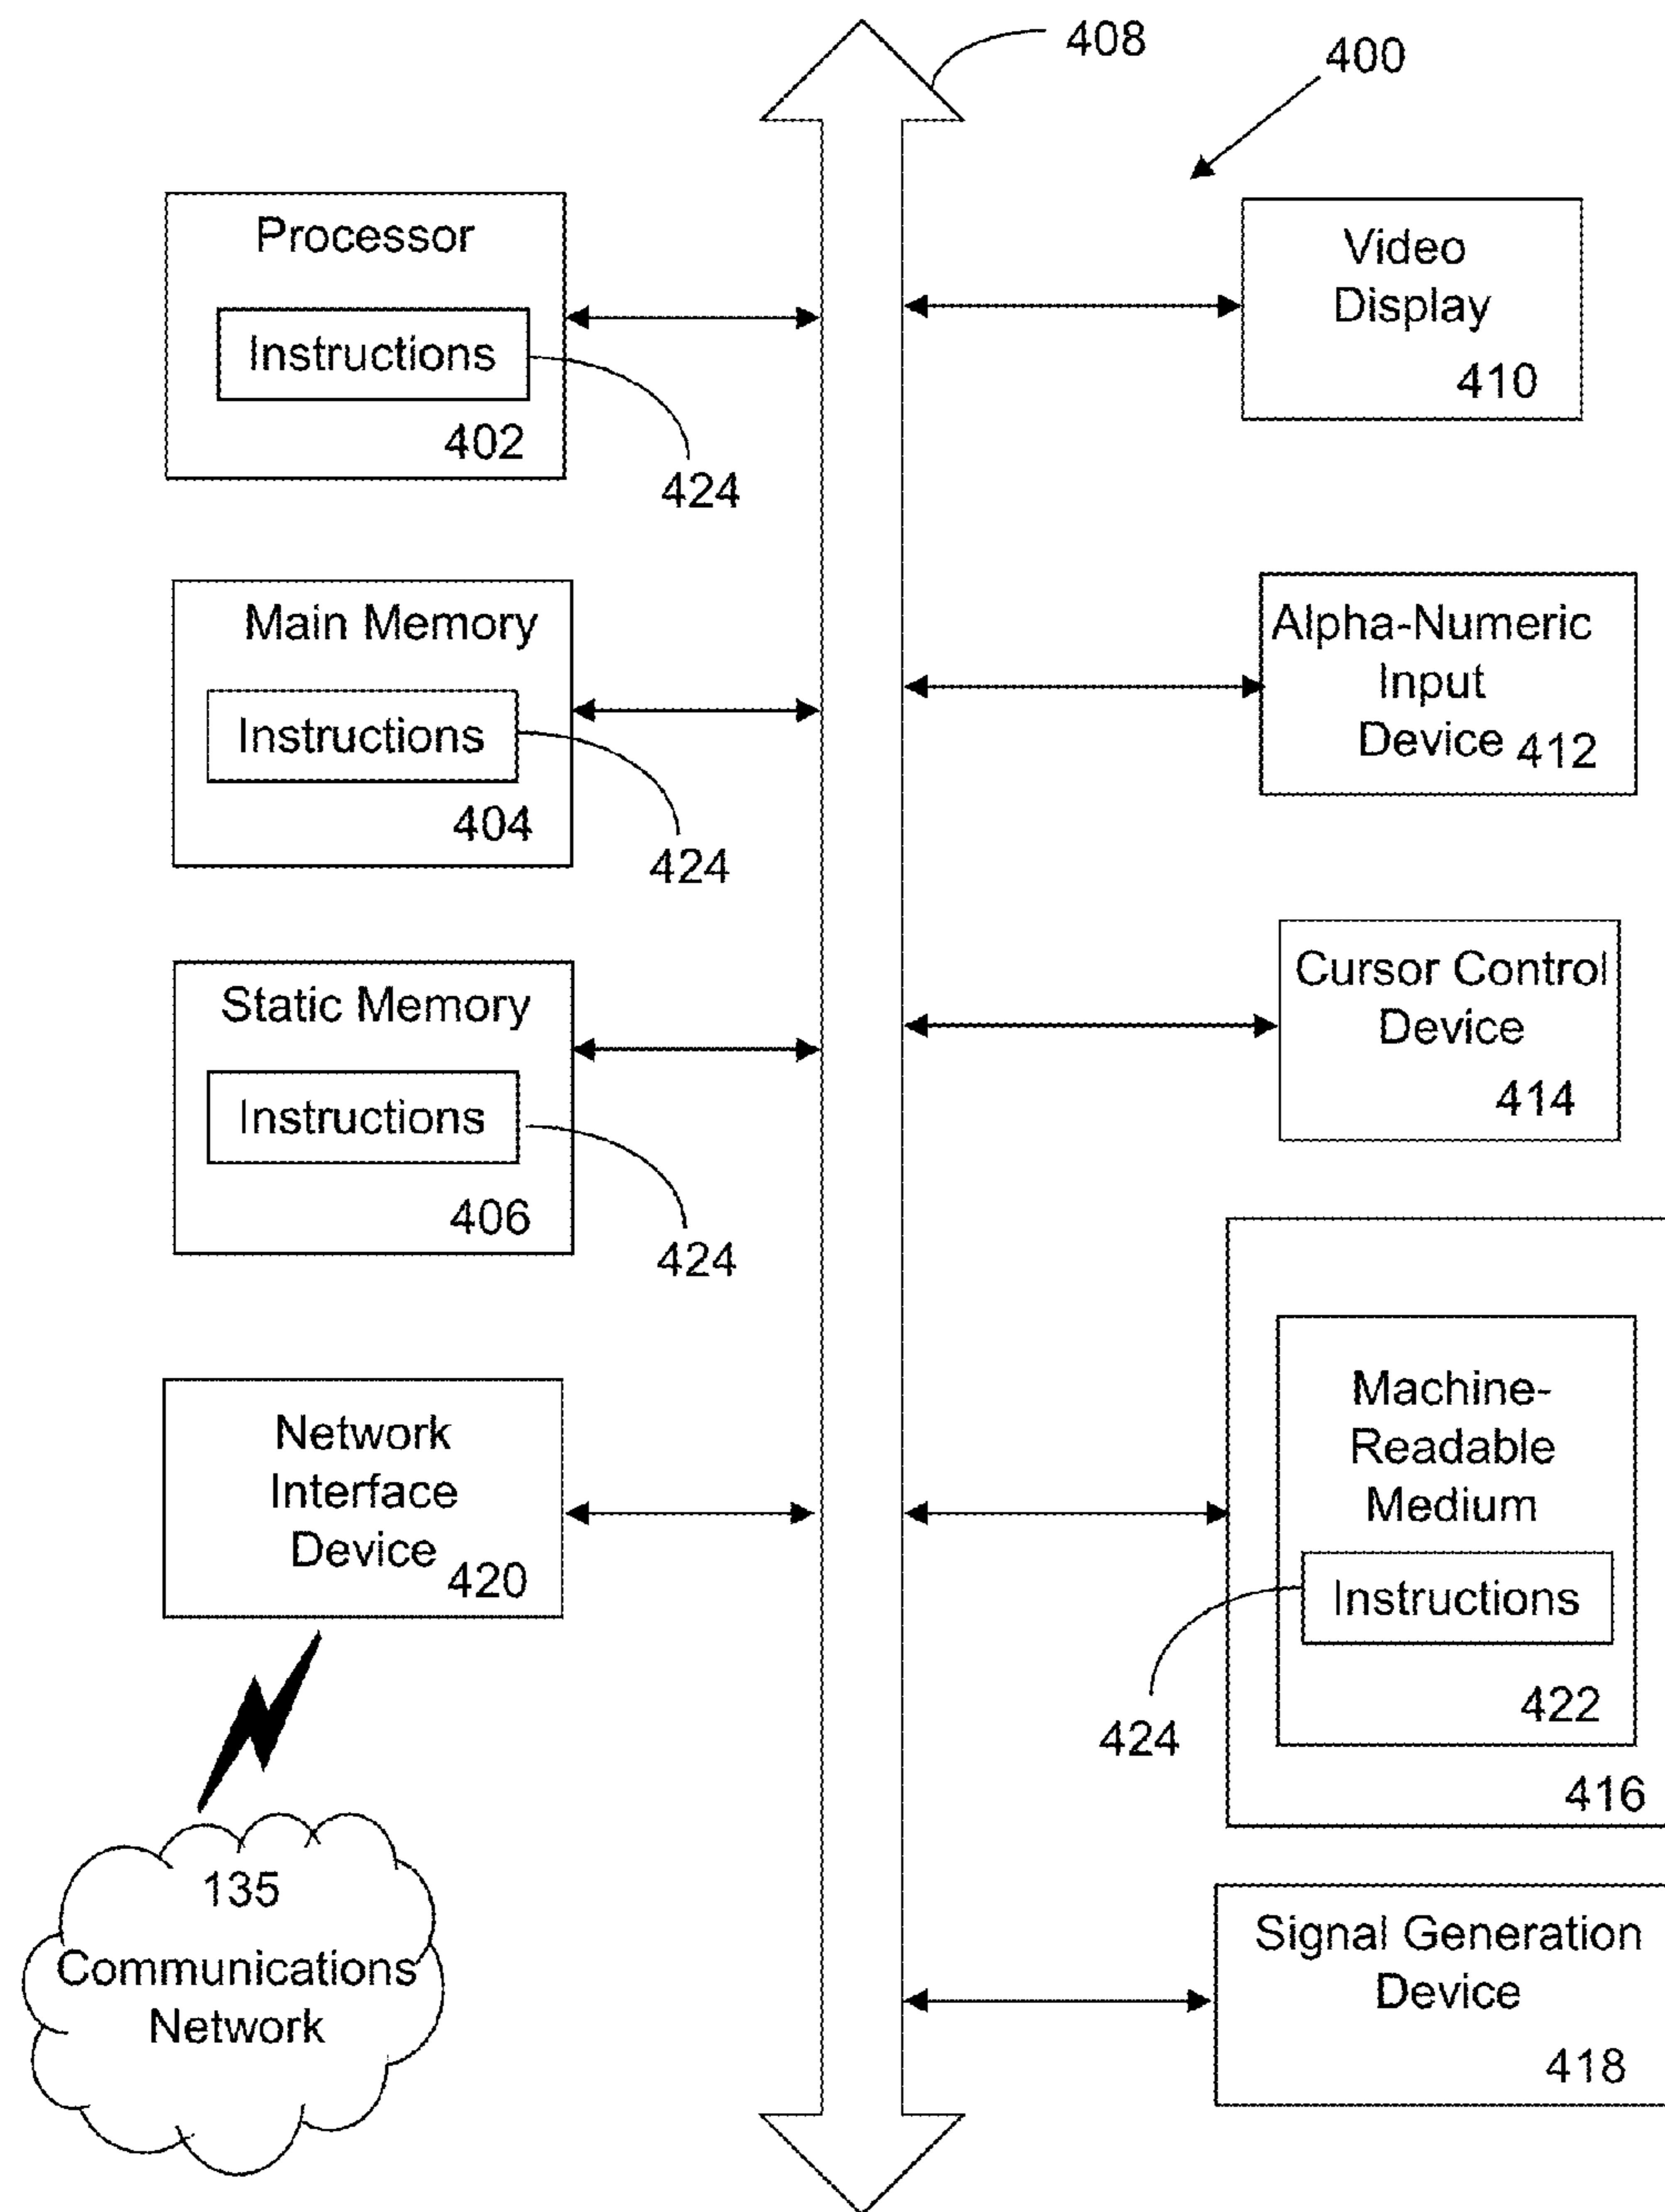 408
400
Processor
Instructions
402
424
Video
Display
410
Main Memory
Instructions
404
424
Alpha-Numeric
Input
Device 412
Static Memory
Instructions
406
424
Cursor Control
Device
414
Network
Interface
Device
420
Machine-
Readable
Medium
Instructions
422
424
416
135
Communications
Network
Signal Generation
Device
418